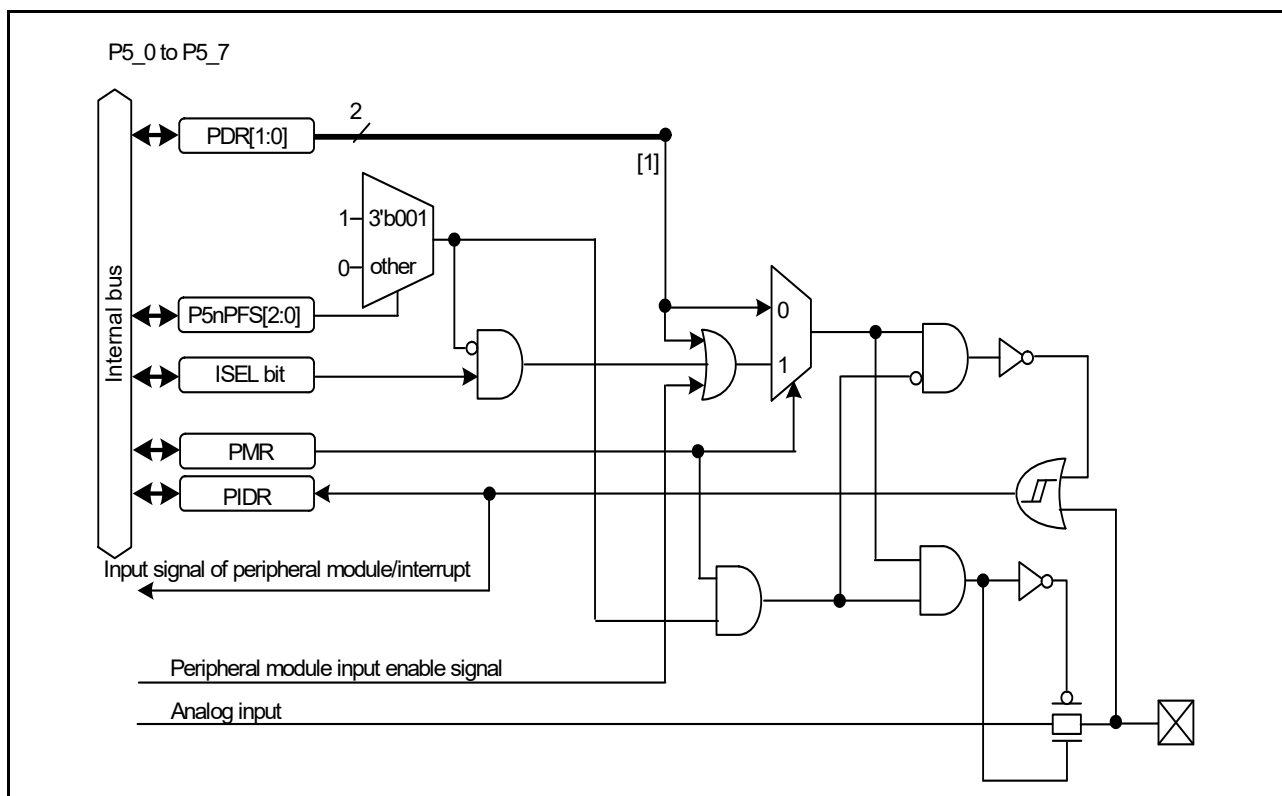 P5_0 to P5_7
2
PDR[1:0]
[1]
1
3'b001
0
other
0
P5nPFS[2:0]
1
ISEL bit
PMR
PIDR
Internal bus
Input signal of peripheral module/interrupt
Peripheral module input enable signal
Analog input